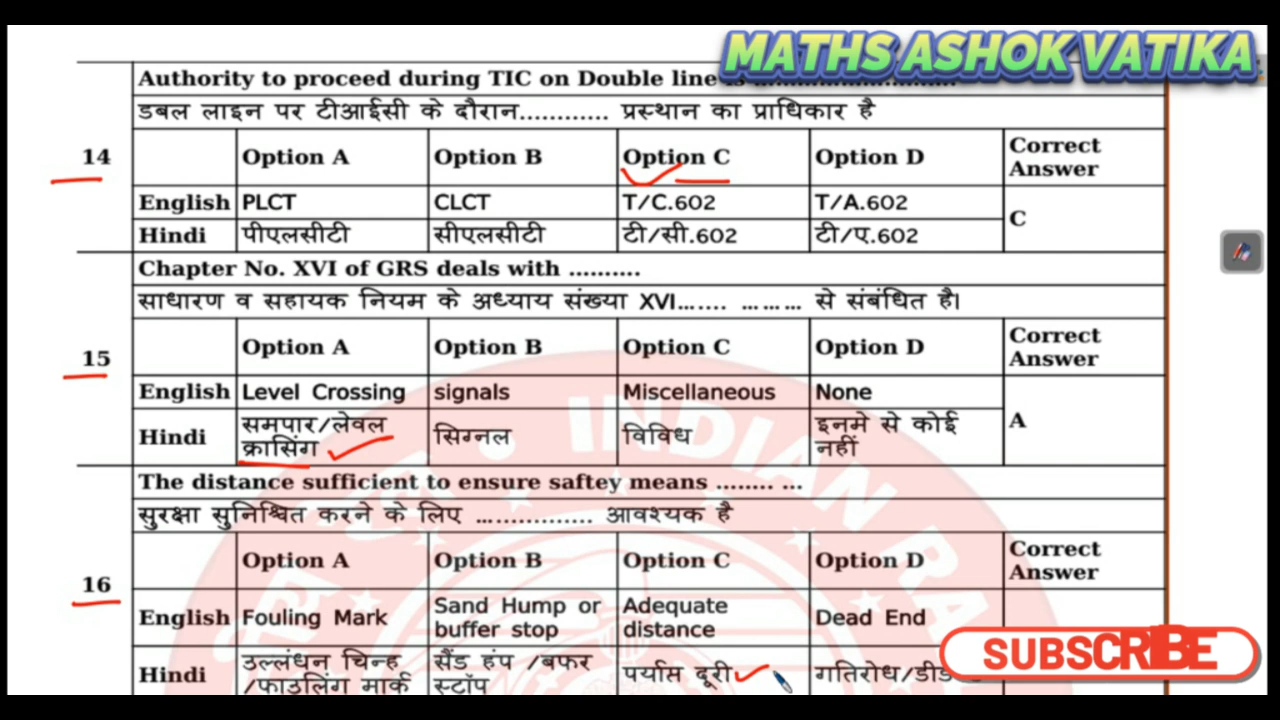 MATHS ASHOK VATIKA
Authority to proceed during TIC on Double line
डबल लाइन पर टीआईसी के दौरान............ प्रस्थान का प्राधिकार है
14
Option A Option B Option C Option D Correct Answer
English PLCT CLCT T/C.602 T/A.602
C
Hindi पीएलसीटी सीएलसीटी टी/सी.602 टी/ए.602
Chapter No. XVI of GRS deals with ..........
साधारण व सहायक नियम के अध्याय संख्या XVI....... ......... से संबंधित है।
15
Option A Option B Option C Option D Correct Answer
English Level Crossing signals Miscellaneous None
A
Hindi समपार/लेवल क्रासिंग सिग्नल विविध इनमे से कोई नहीं
The distance sufficient to ensure saftey means ........ ...
सुरक्षा सुनिश्चित करने के लिए ................ आवश्यक है
16
Option A Option B Option C Option D Correct Answer
English Fouling Mark Sand Hump or buffer stop Adequate distance Dead End
Hindi उल्लंघन चिन्ह /फाउलिंग मार्क सैंड हंप /बफर स्टॉप पर्याप्त दूरी गतिरोध/डीड
SUBSCRIBE
INDIAN